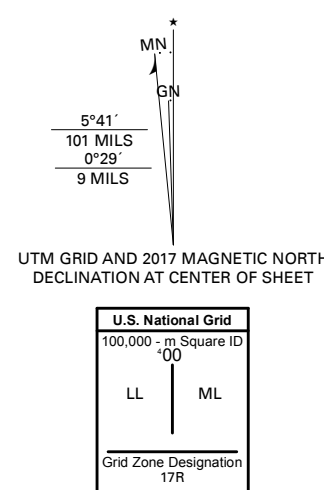 ★
MN
GN
5°41´
101 MILS
0°29´
9 MILS
UTM GRID AND 2017 MAGNETIC NORTH
DECLINATION AT CENTER OF SHEET
U.S. National Grid
100,000 - m Square ID
⁴00
LL ML
Grid Zone Designation
17R